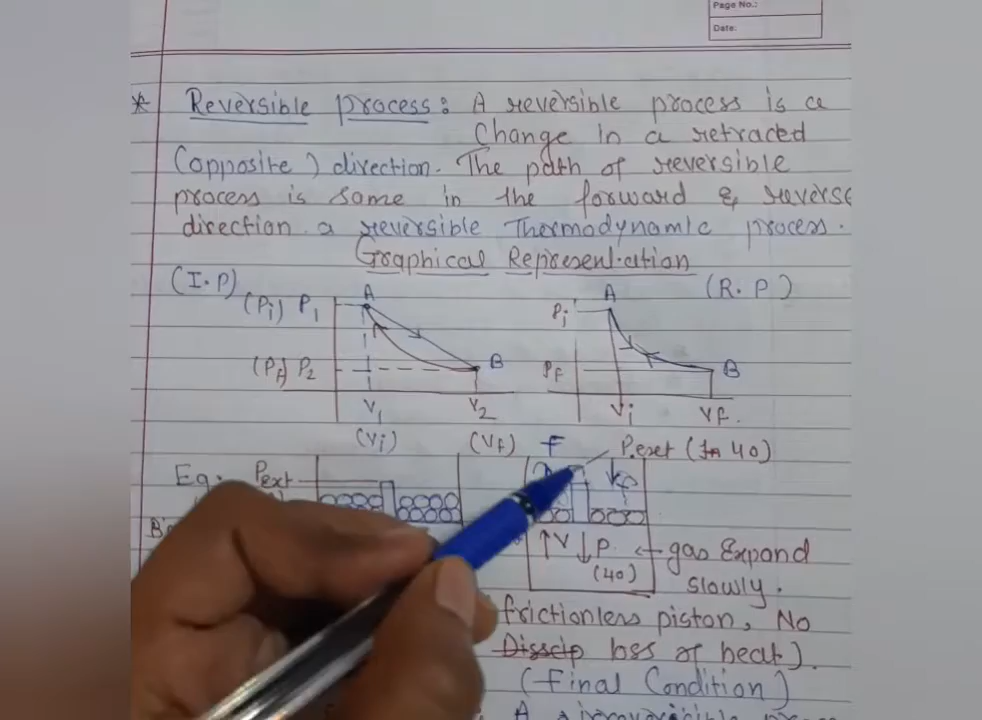 Page No.:
Date:
* Reversible process: A reversible process is a
Change in a retraced
(opposite) direction. The path of reversible
process is same in the forward & reverse
direction a reversible Thermodynamic process.
Graphical Representation
(I.P) (R.P)
(Pi) P1 A
(Pf) P2 B
V1 V2
(Vi) (Vf)
Pi A
Pf B
Vi Vf.
Eg: Pext
F Pext (In 40)
↑V ↓P ← gas Expand
(40) slowly.
frictionless piston, No
loss of heat).
(Final Condition)